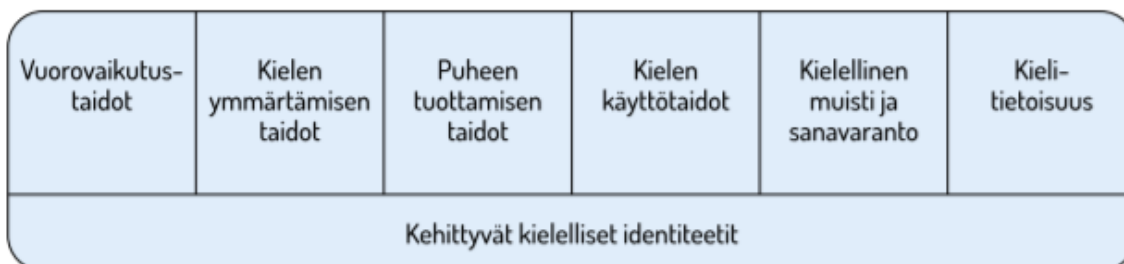 Vuorovaikutus-
taidot
Kielen
ymmärtämisen
taidot
Puheen
tuottamisen
taidot
Kielen
käyttötaidot
Kielellinen
muisti ja
sanavaranto
Kieli-
tietoisuus
Kehittyvät kielelliset identiteetit